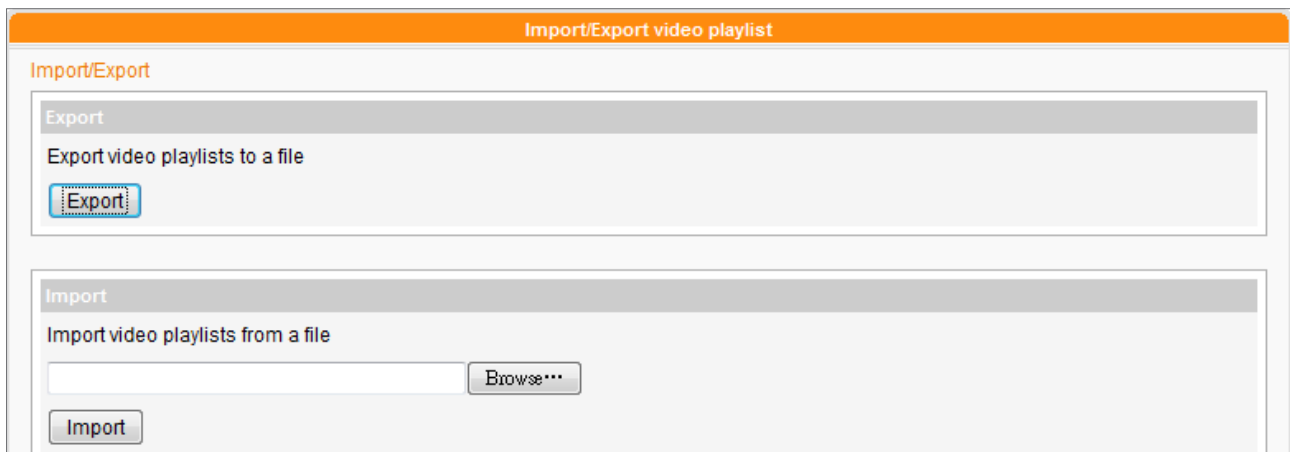 Import/Export video playlist
Import/Export
Export
Export video playlists to a file
Export
Import
Import video playlists from a file
Browse…
Import